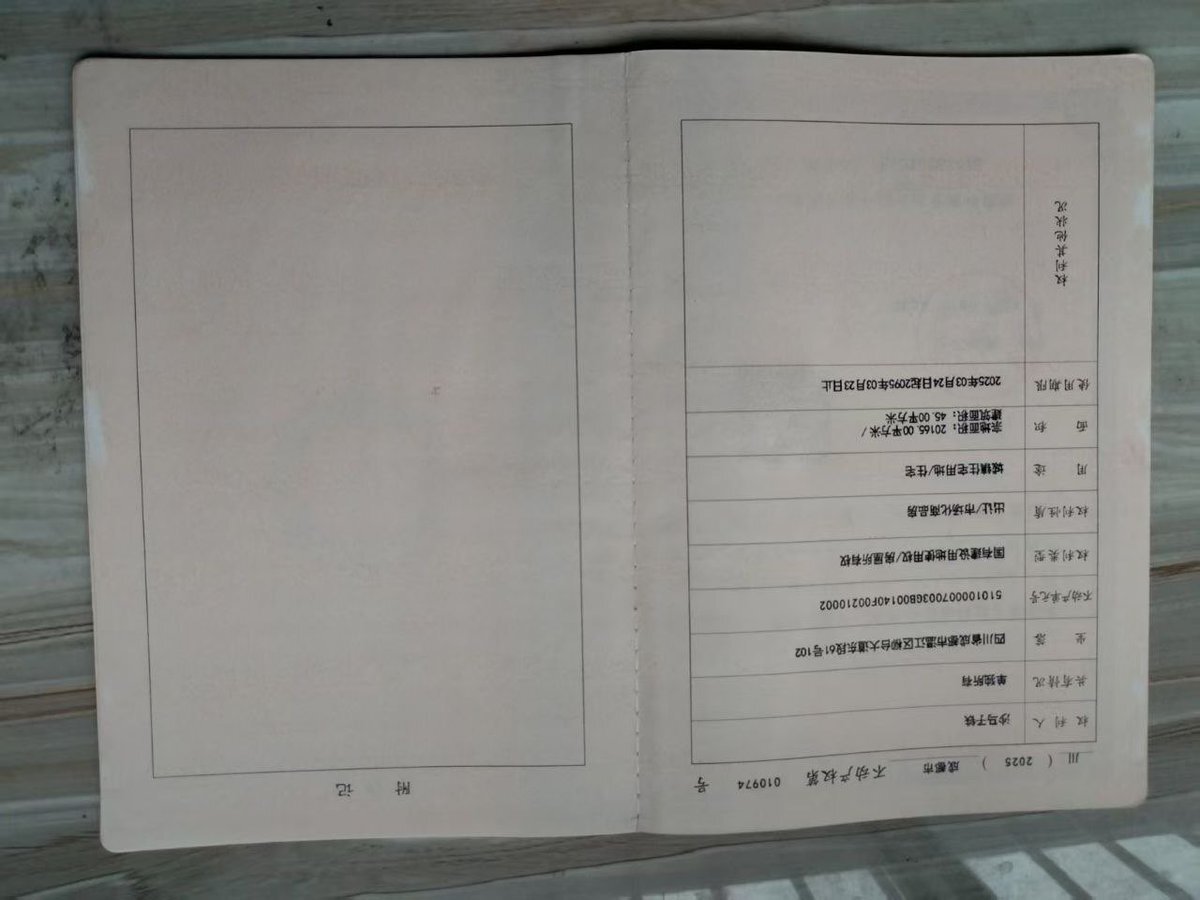 川 （ 2025 ） 成都市 不动产权第 010974 号
权利人 沙马子铁
共有情况 单独所有
坐落 四川省成都市温江区柳台大道东段61号102
不动产单元号 510100007003GB00140F00210002
权利类型 国有建设用地使用权/房屋所有权
权利性质 出让/市场化商品房
用途 城镇住宅用地/住宅
面积 宗地面积：20165.00平方米/
建筑面积：45.00平方米
使用期限 2025年03月24日起2095年03月23日止
权利其他状况
附 记